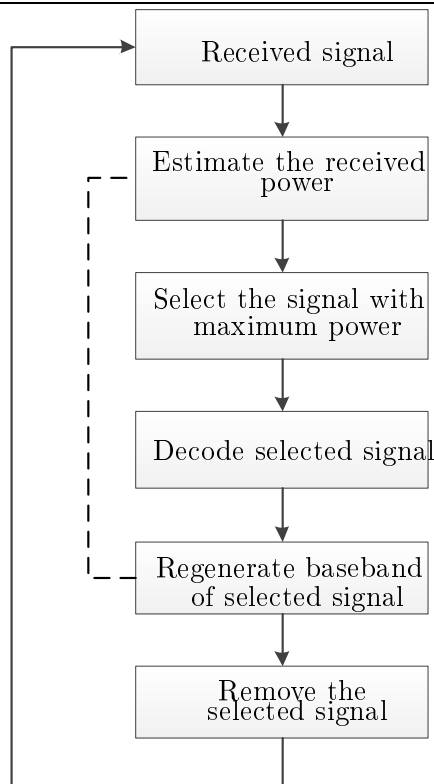 Received signal
Estimate the received
power
Select the signal with
maximum power
Decode selected signal
Regenerate baseband
of selected signal
Remove the
selected signal